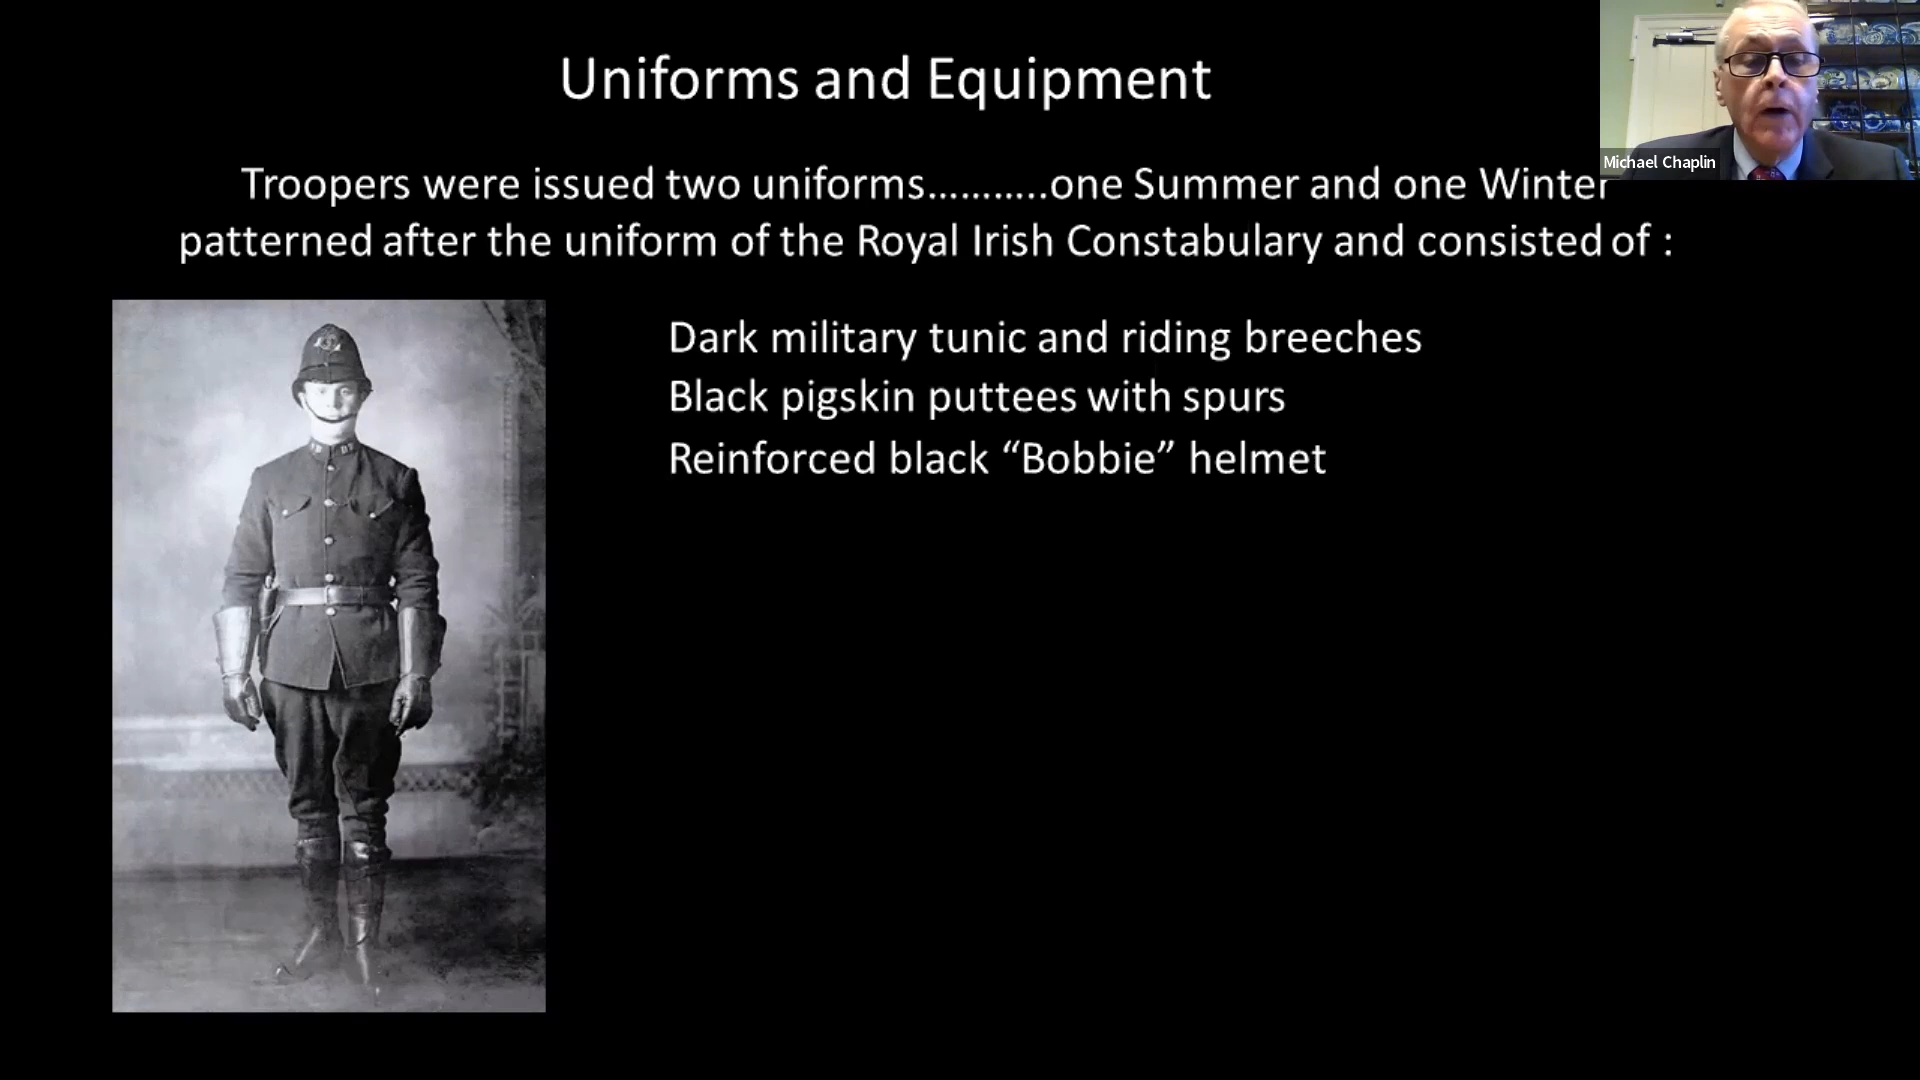 Uniforms and Equipment
Michael Chaplin
Troopers were issued two uniforms………..one Summer and one Winter
patterned after the uniform of the Royal Irish Constabulary and consisted of :
Dark military tunic and riding breeches
Black pigskin puttees with spurs
Reinforced black “Bobbie” helmet